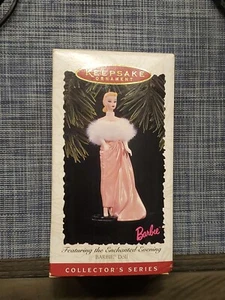 KEEPSAKE
ORNAMENT
Barbie
Featuring the Enchanted Evening
BARBIE Doll
COLLECTOR'S SERIES